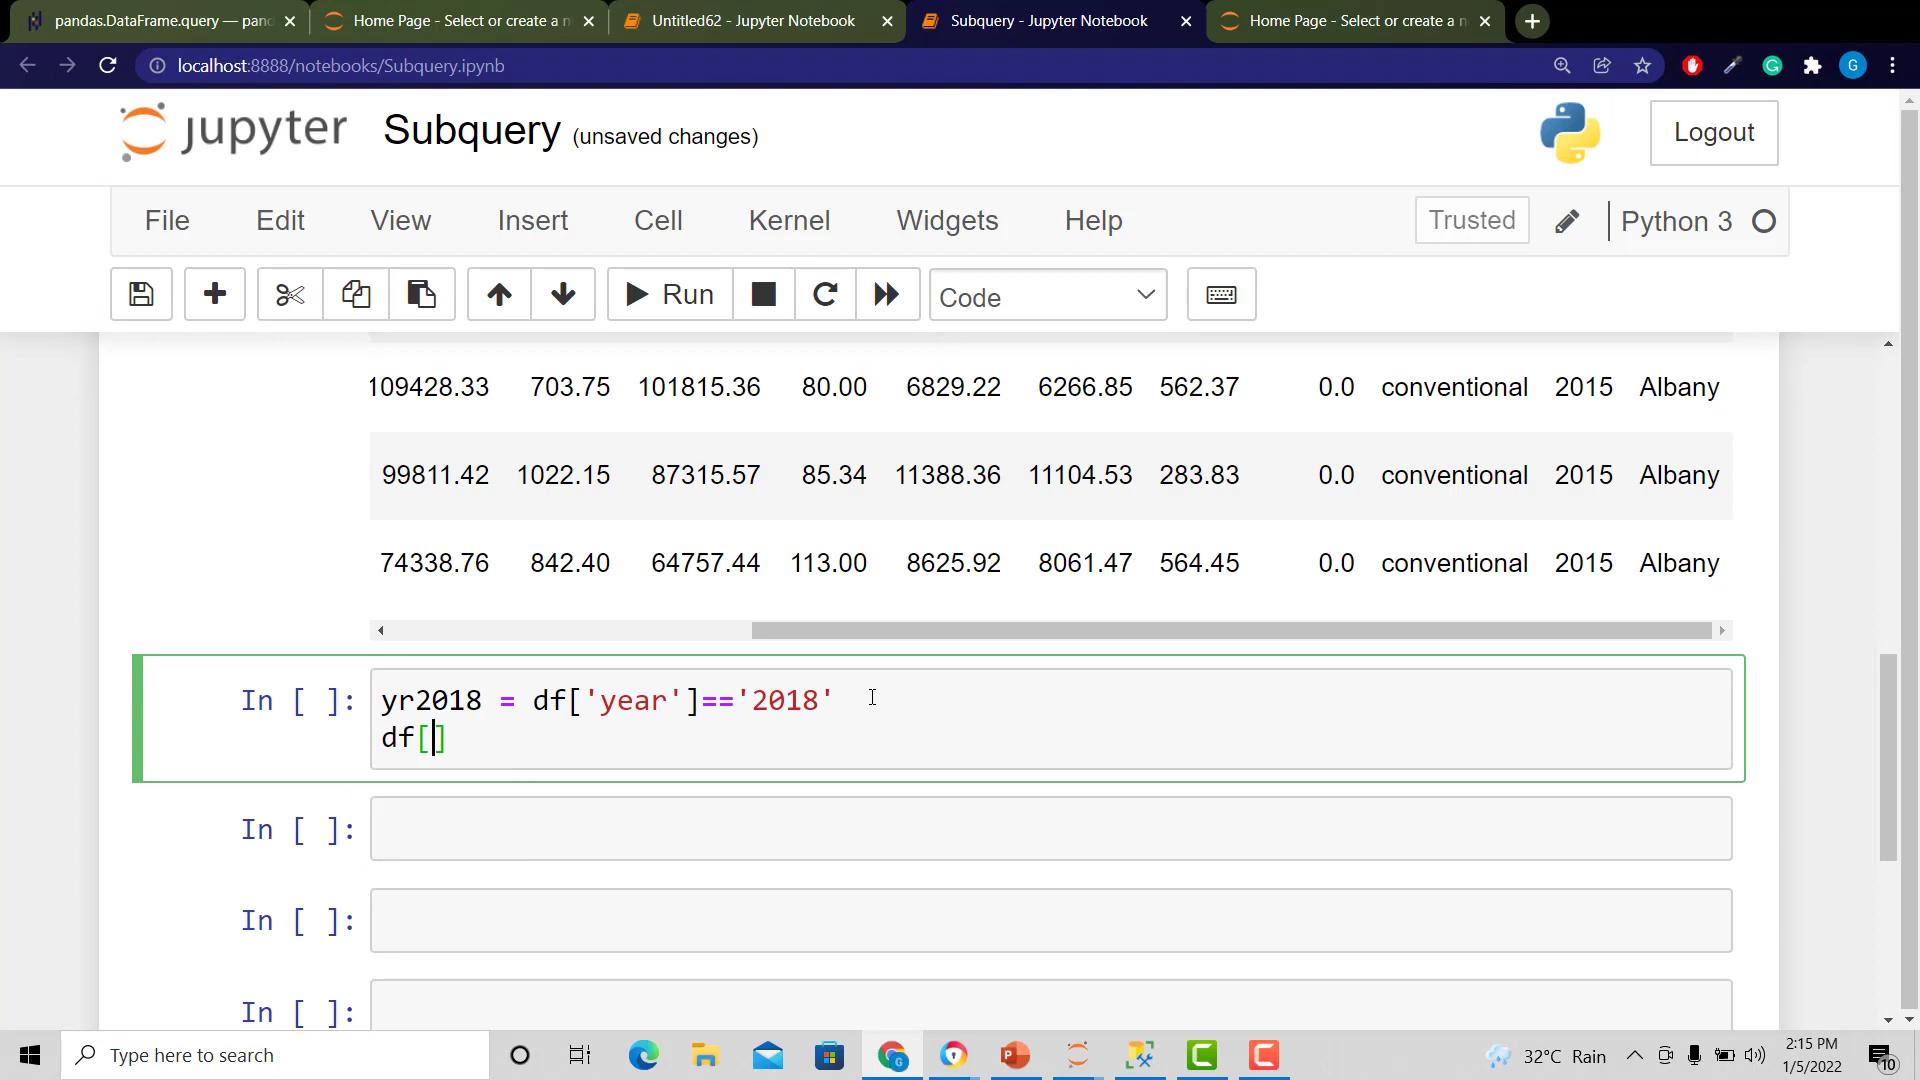 pandas.DataFrame.query — pand
Home Page - Select or create a n
Untitled62 - Jupyter Notebook
Subquery - Jupyter Notebook
Home Page - Select or create a n
localhost:8888/notebooks/Subquery.ipynb
G
jupyter Subquery (unsaved changes)
Logout
File Edit View Insert Cell Kernel Widgets Help Trusted Python 3
Run Code
109428.33 703.75 101815.36 80.00 6829.22 6266.85 562.37 0.0 conventional 2015 Albany
99811.42 1022.15 87315.57 85.34 11388.36 11104.53 283.83 0.0 conventional 2015 Albany
74338.76 842.40 64757.44 113.00 8625.92 8061.47 564.45 0.0 conventional 2015 Albany
In [ ]: yr2018 = df['year']=='2018'
df[]
In [ ]:
In [ ]:
In [ ]:
Type here to search
32°C Rain
2:15 PM
1/5/2022
10